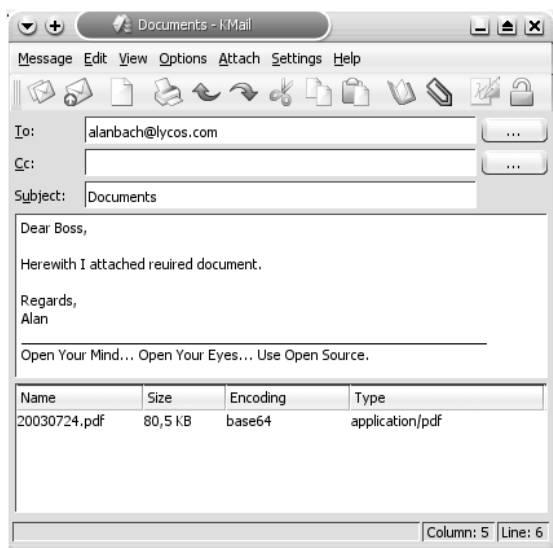 Documents - KMail
Message Edit View Options Attach Settings Help
To: alanbach@lycos.com ...
Cc: ...
Subject: Documents
Dear Boss,
Herewith I attached reuired document.
Regards,
Alan
Open Your Mind... Open Your Eyes... Use Open Source.
Name Size Encoding Type
20030724.pdf 80,5 KB base64 application/pdf
Column: 5 Line: 6